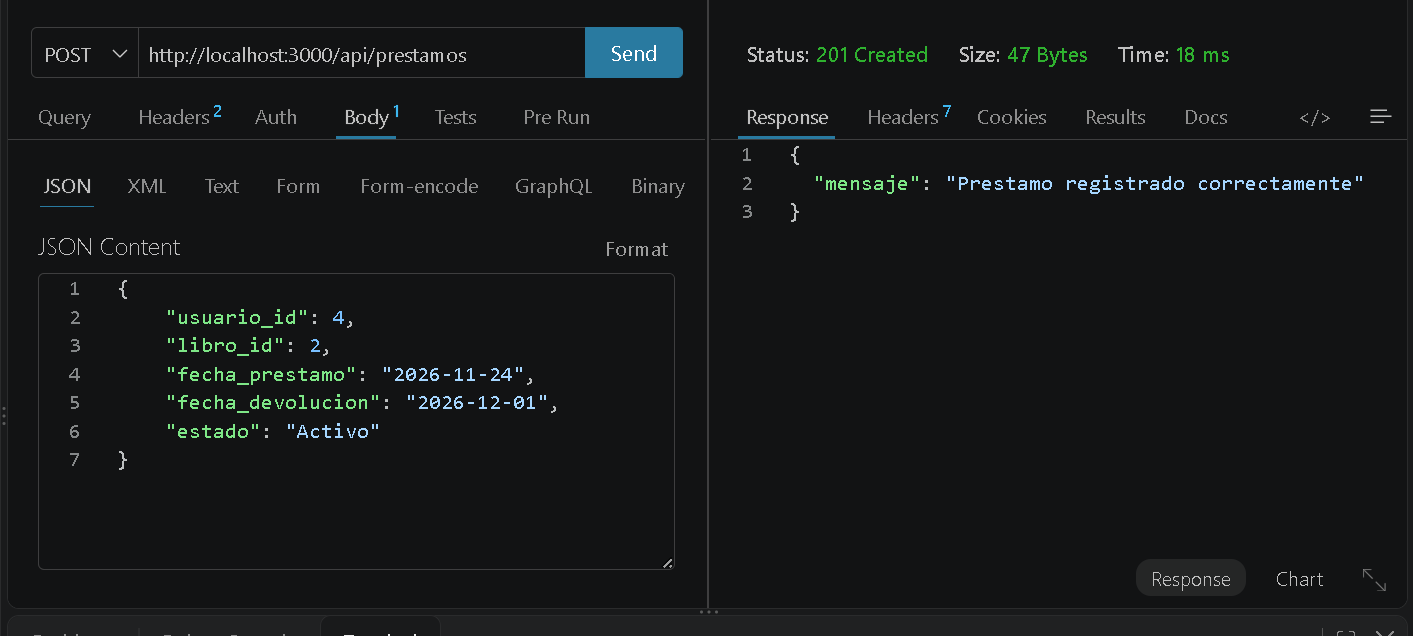 POST http://localhost:3000/api/prestamos Send
Query Headers 2 Auth Body 1 Tests Pre Run
JSON XML Text Form Form-encode GraphQL Binary
JSON Content Format
1 {
2 "usuario_id": 4,
3 "libro_id": 2,
4 "fecha_prestamo": "2026-11-24",
5 "fecha_devolucion": "2026-12-01",
6 "estado": "Activo"
7 }
Status: 201 Created Size: 47 Bytes Time: 18 ms
Response Headers 7 Cookies Results Docs </>
1 {
2 "mensaje": "Prestamo registrado correctamente"
3 }
Response Chart